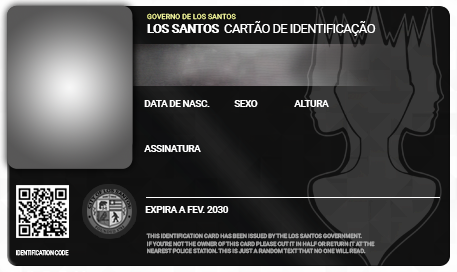 GOVERNO DE LOS SANTOS
LOS SANTOS CARTÃO DE IDENTIFICAÇÃO
DATA DE NASC. SEXO ALTURA
ASSINATURA
EXPIRA A FEV. 2030
IDENTIFICATION CODE
THIS IDENTIFICATION CARD HAS BEEN ISSUED BY THE LOS SANTOS GOVERNMENT.
IF YOU'RE NOT THE OWNER OF THIS CARD PLEASE CUT IT IN HALF OR RETURN IT AT THE
NEAREST POLICE STATION. THIS IS JUST A RANDOM TEXT THAT NO ONE WILL READ.